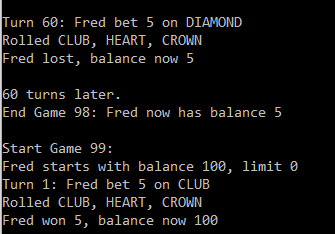 Turn 60: Fred bet 5 on DIAMOND
Rolled CLUB, HEART, CROWN
Fred lost, balance now 5
60 turns later.
End Game 98: Fred now has balance 5
Start Game 99:
Fred starts with balance 100, limit 0
Turn 1: Fred bet 5 on CLUB
Rolled CLUB, HEART, CROWN
Fred won 5, balance now 100